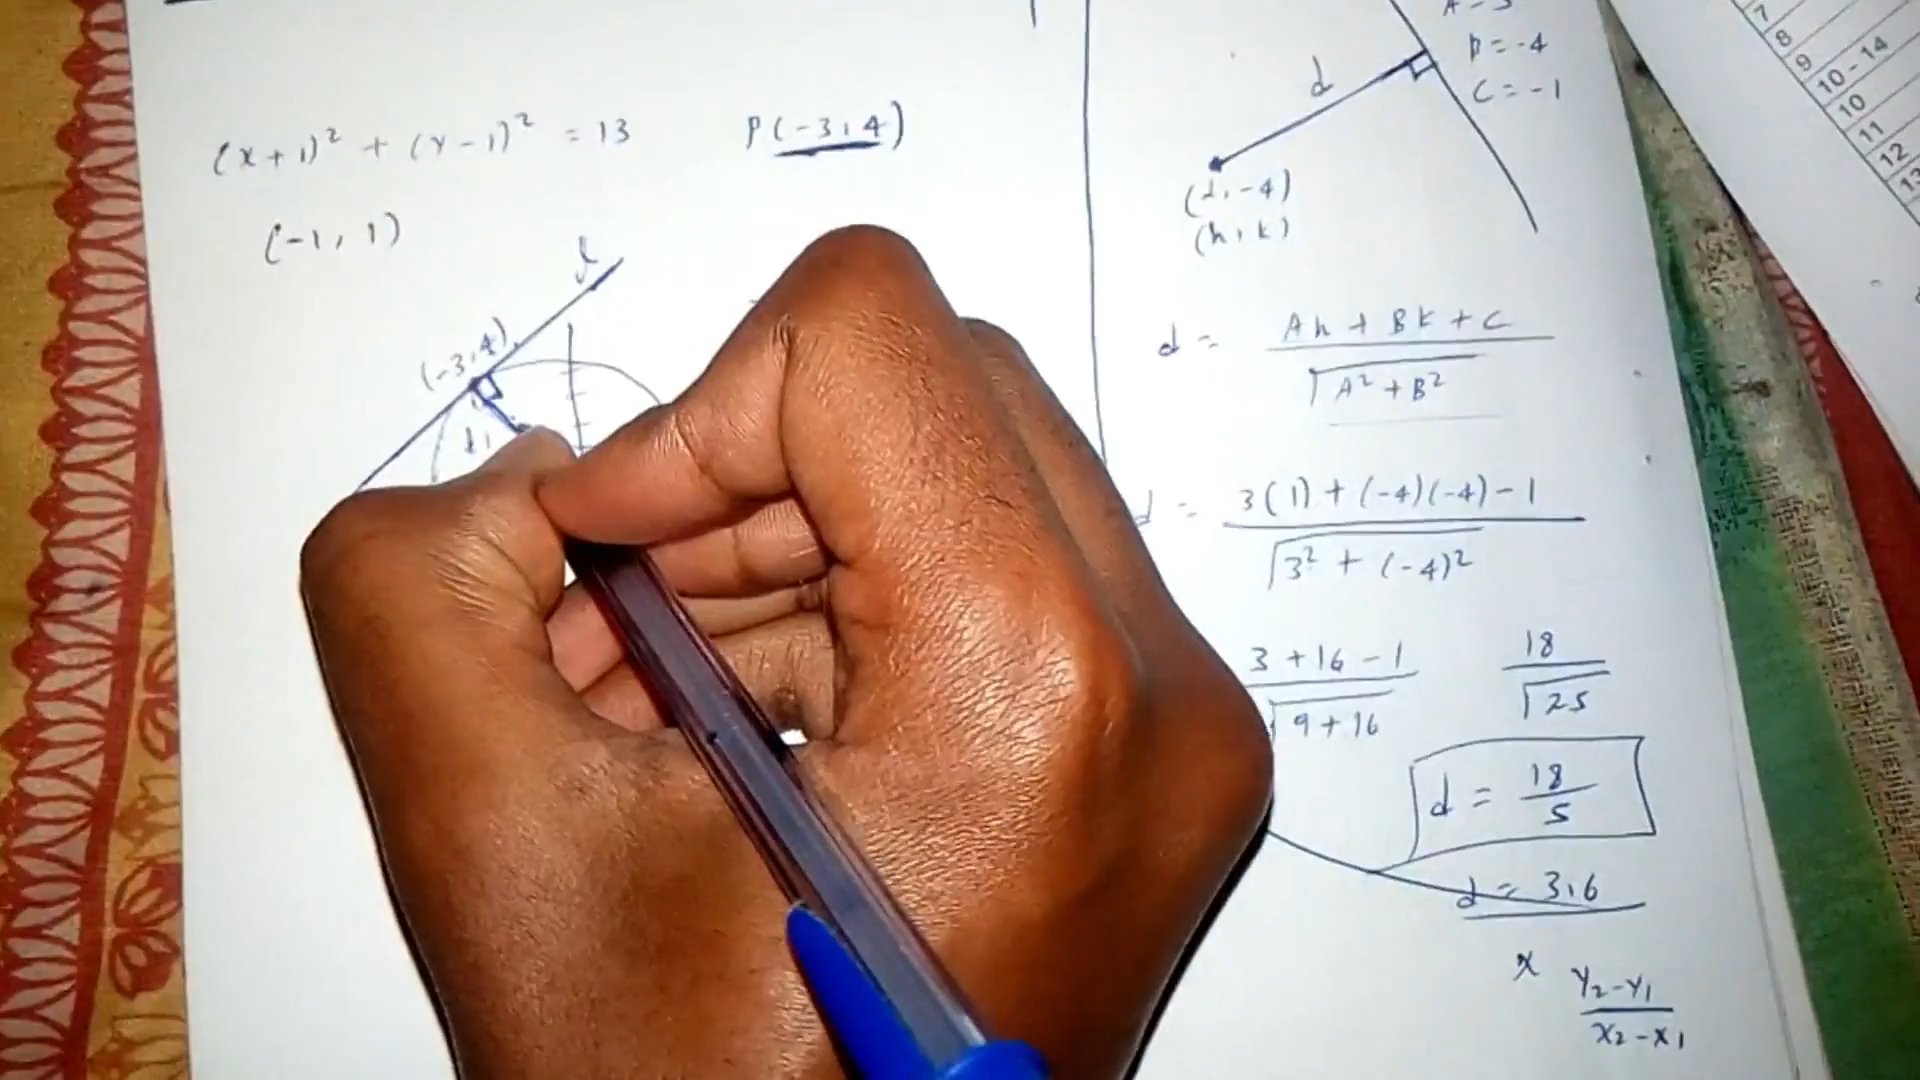 (x+1)² + (y-1)² = 13
P(-3,4)
(-1, 1)
l
(-3,4)
A = 3
B = -4
C = -1
d
(1, -4)
(h, k)
d = Ah + Bk + C / √A² + B²
d = 3(1) + (-4)(-4) - 1 / √3² + (-4)²
3 + 16 - 1 / √9 + 16
18 / √25
d = 18 / 5
d = 3.6
x
y₂-y₁ / x₂-x₁
7
8
9
10-14
10
11
12